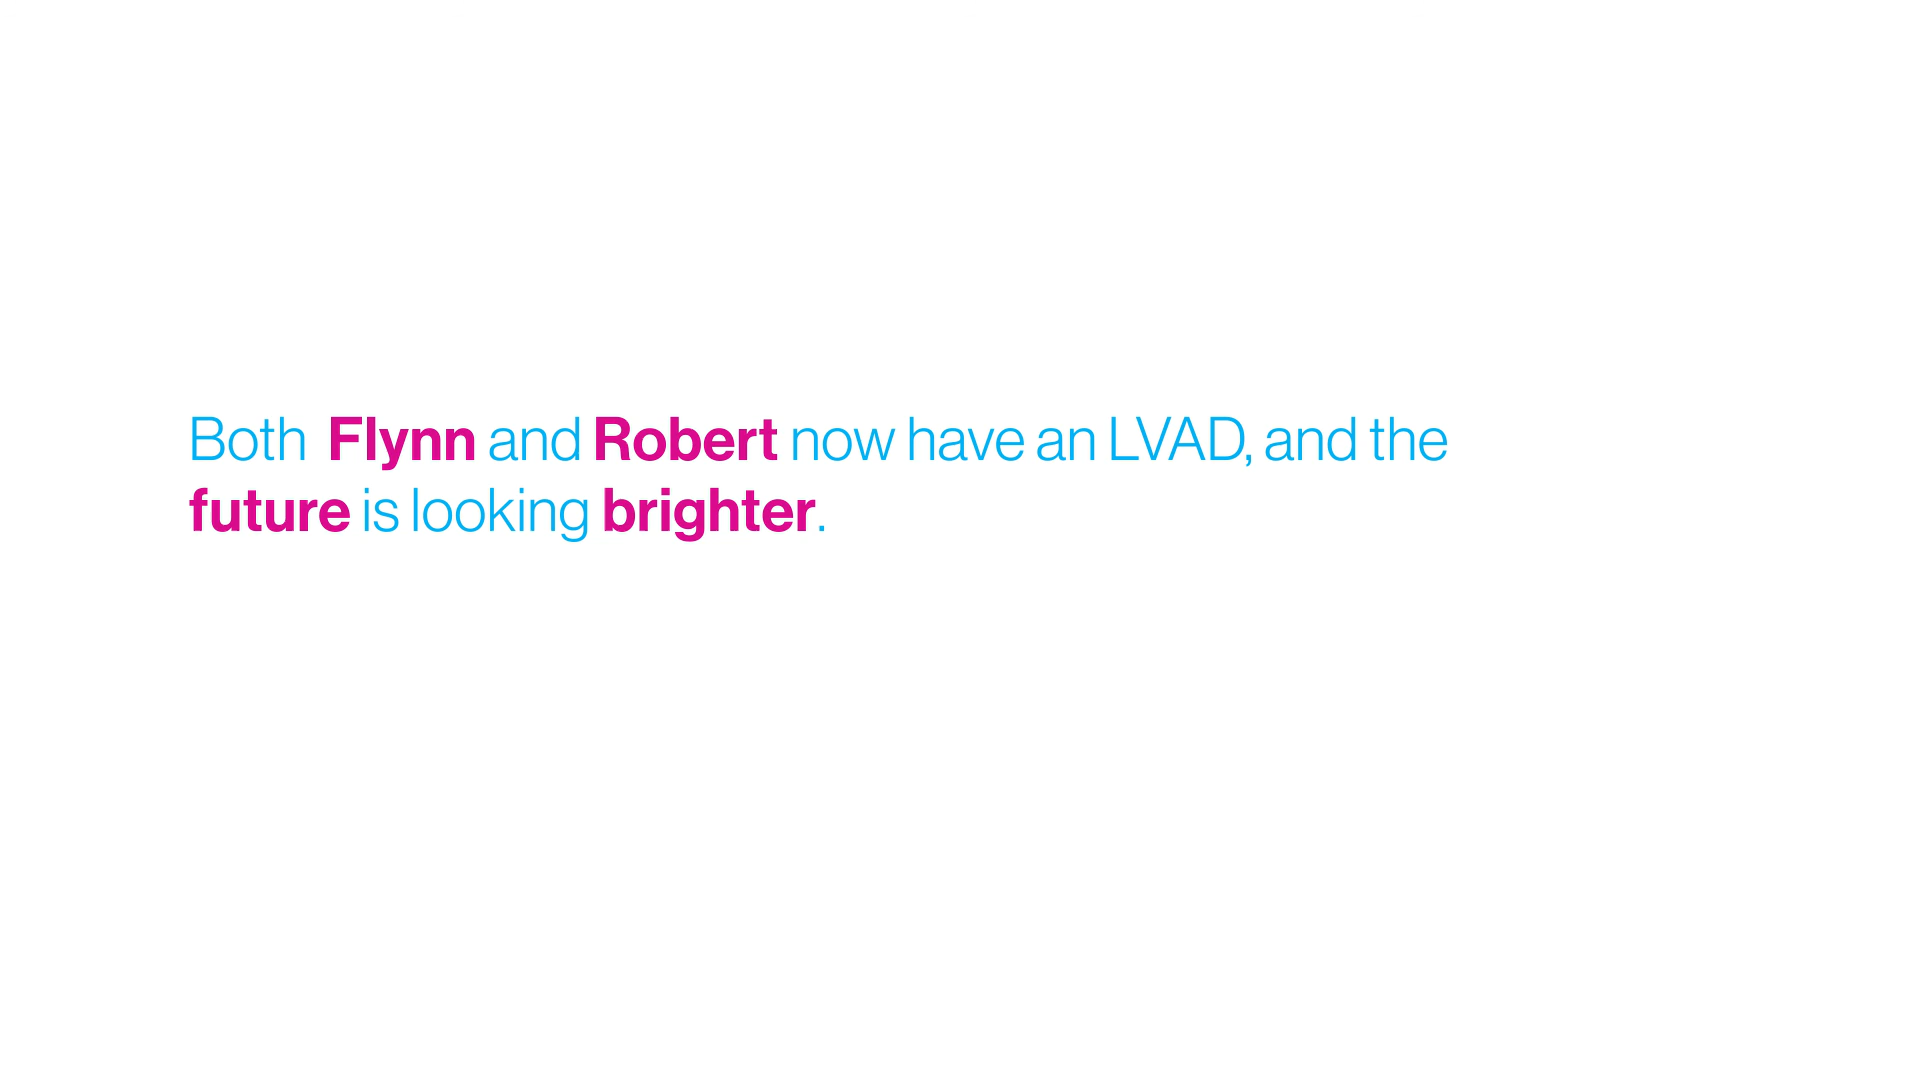 Both  Flynn and Robert now have an LVAD, and the
future is looking brighter.